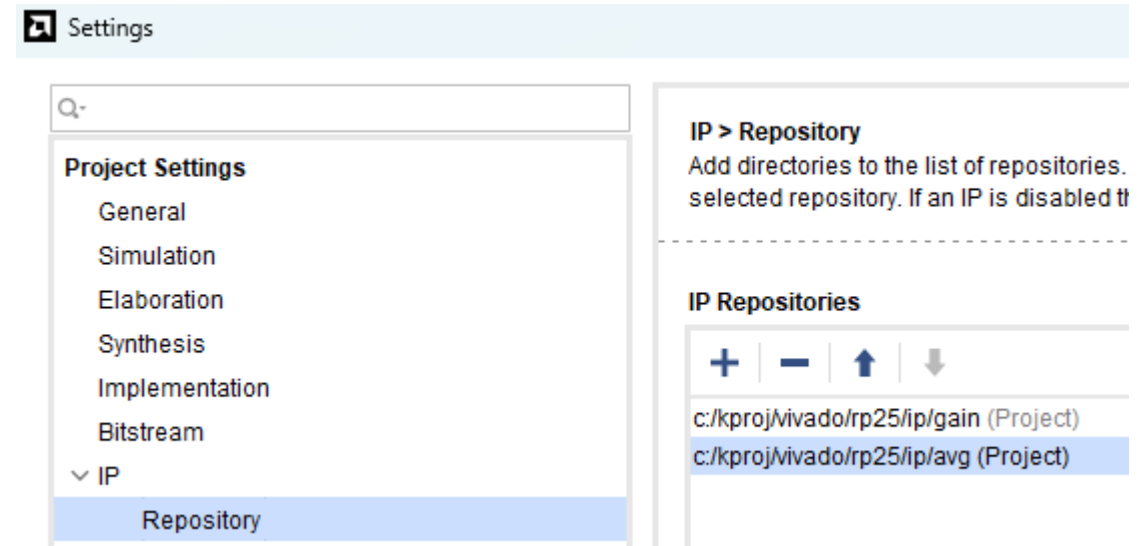 Settings
Project Settings
General
Simulation
Elaboration
Synthesis
Implementation
Bitstream
IP
Repository
IP > Repository
Add directories to the list of repositories.
selected repository. If an IP is disabled th
IP Repositories
c:/kproj/vivado/rp25/ip/gain (Project)
c:/kproj/vivado/rp25/ip/avg (Project)